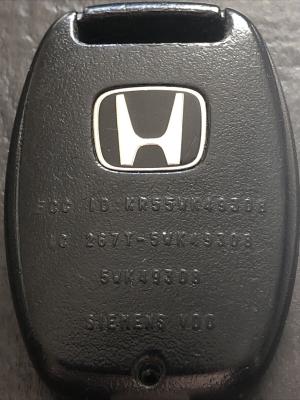 FCC ID KR55WK49308
IC 267T-5WK49308
5WK49308
SIEMENS VDO